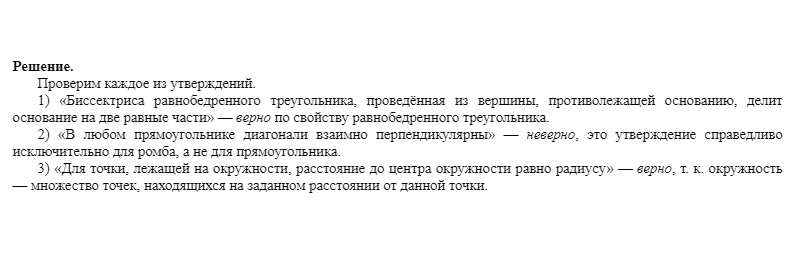 Решение.
Проверим каждое из утверждений.
1) «Биссектриса равнобедренного треугольника, проведённая из вершины, противолежащей основанию, делит
основание на две равные части» — верно по свойству равнобедренного треугольника.
2) «В любом прямоугольнике диагонали взаимно перпендикулярны» — неверно, это утверждение справедливо
исключительно для ромба, а не для прямоугольника.
3) «Для точки, лежащей на окружности, расстояние до центра окружности равно радиусу» — верно, т. к. окружность
— множество точек, находящихся на заданном расстоянии от данной точки.